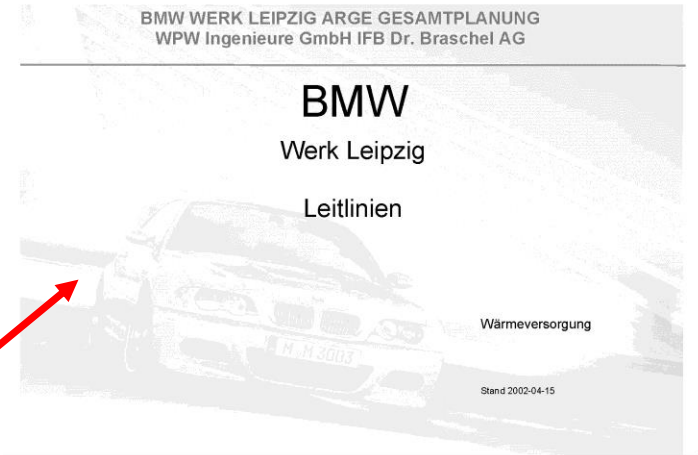 BMW WERK LEIPZIG ARGE GESAMTPLANUNG
WPW Ingenieure GmbH IFB Dr. Braschel AG
BMW
Werk Leipzig
Leitlinien
Wärmeversorgung
M M 3003
Stand 2002-04-15